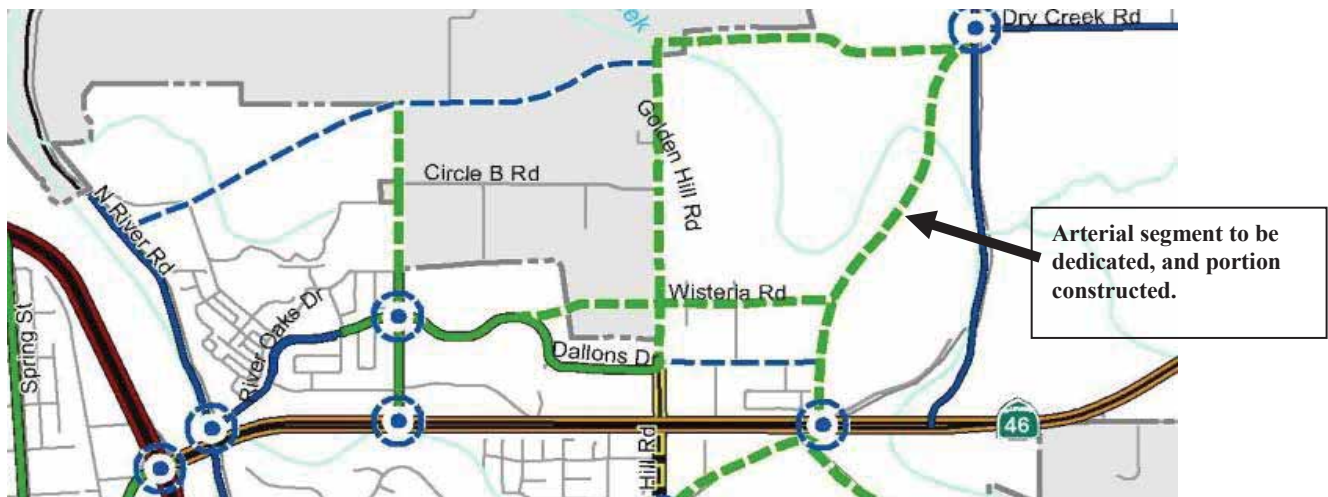 Creek
Dry Creek Rd
Golden Hill Rd
Circle B Rd
N River Rd
Wisteria Rd
Arterial segment to be
dedicated, and portion
constructed.
River Oaks Dr
Spring St
Dallons Dr
46
Hill Rd